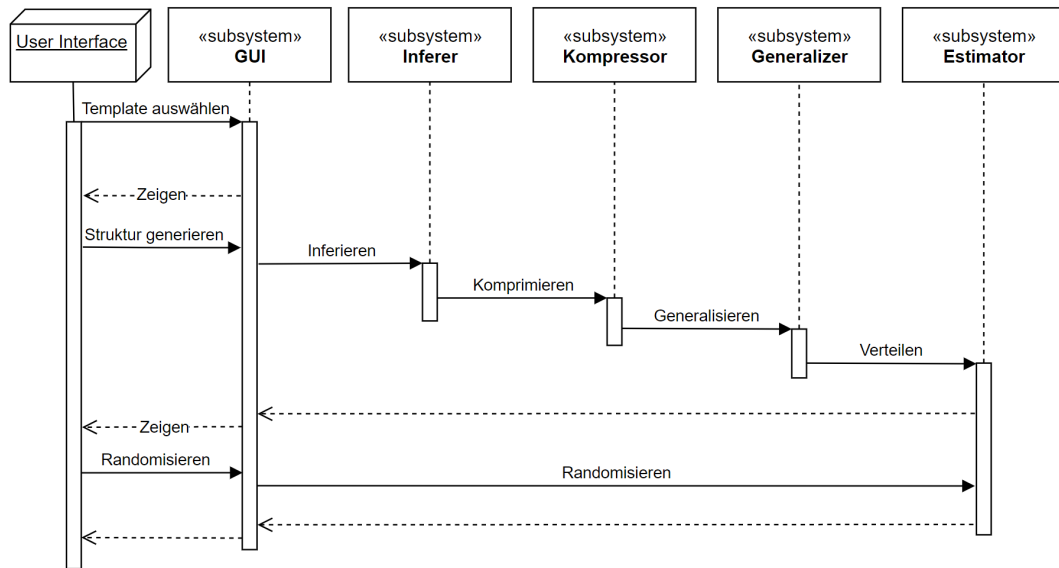 User Interface
«subsystem»
GUI
«subsystem»
Inferer
«subsystem»
Kompressor
«subsystem»
Generalizer
«subsystem»
Estimator
Template auswählen
Zeigen
Struktur generieren
Inferieren
Komprimieren
Generalisieren
Verteilen
Zeigen
Randomisieren
Randomisieren